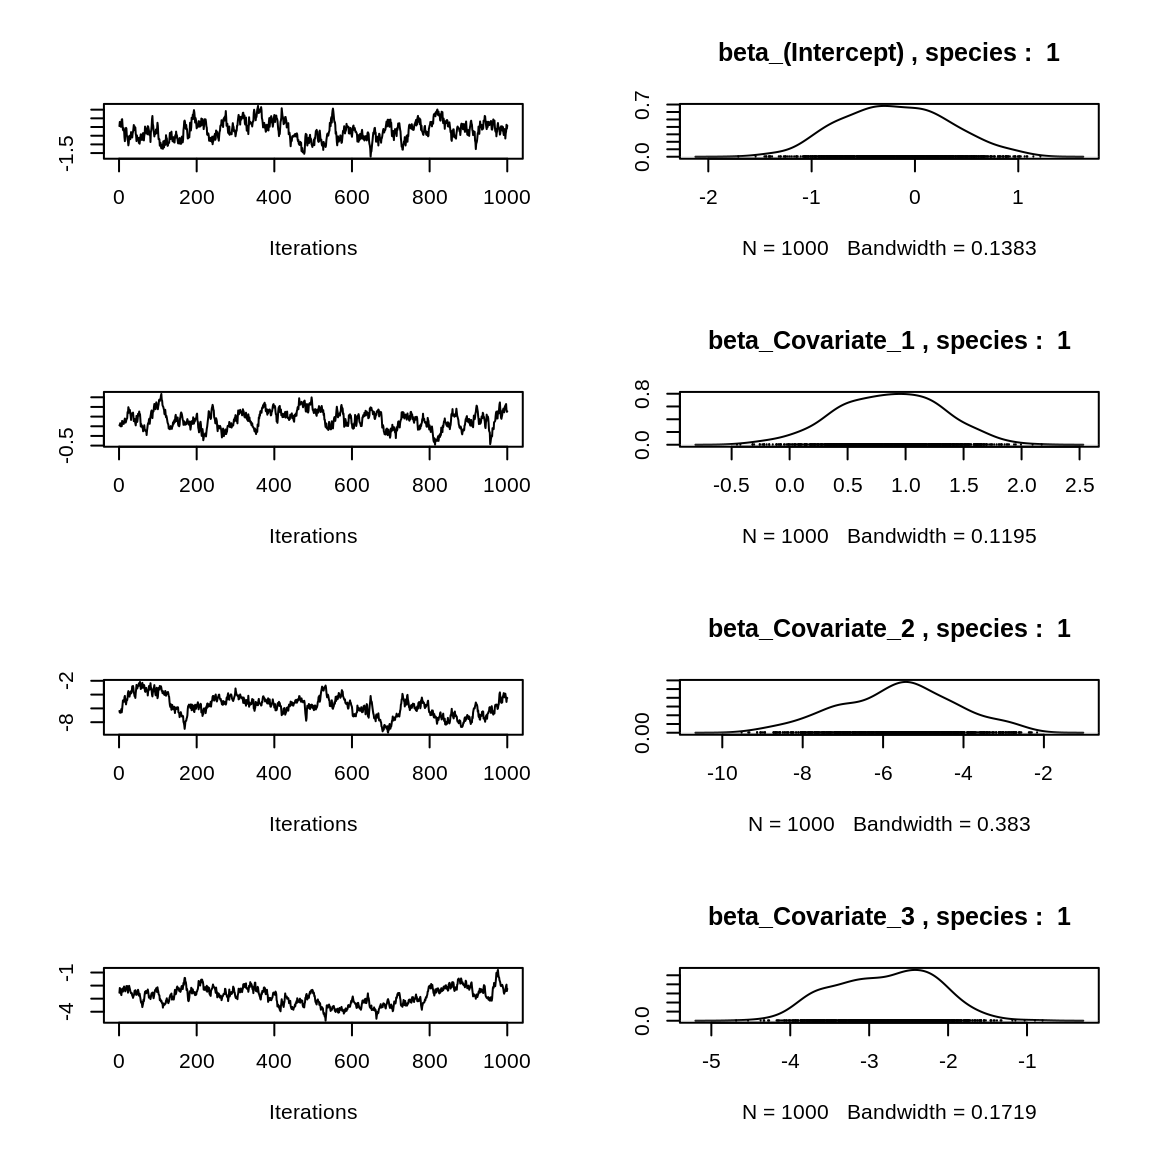 beta_(Intercept) , species :  1
-1.5
0 200 400 600 800 1000
Iterations
0.0 0.7
-2 -1 0 1
N = 1000   Bandwidth = 0.1383
beta_Covariate_1 , species :  1
-0.5
0 200 400 600 800 1000
Iterations
0.0 0.8
-0.5 0.0 0.5 1.0 1.5 2.0 2.5
N = 1000   Bandwidth = 0.1195
beta_Covariate_2 , species :  1
-8 -2
0 200 400 600 800 1000
Iterations
0.00
-10 -8 -6 -4 -2
N = 1000   Bandwidth = 0.383
beta_Covariate_3 , species :  1
-4 -1
0 200 400 600 800 1000
Iterations
0.0
-5 -4 -3 -2 -1
N = 1000   Bandwidth = 0.1719